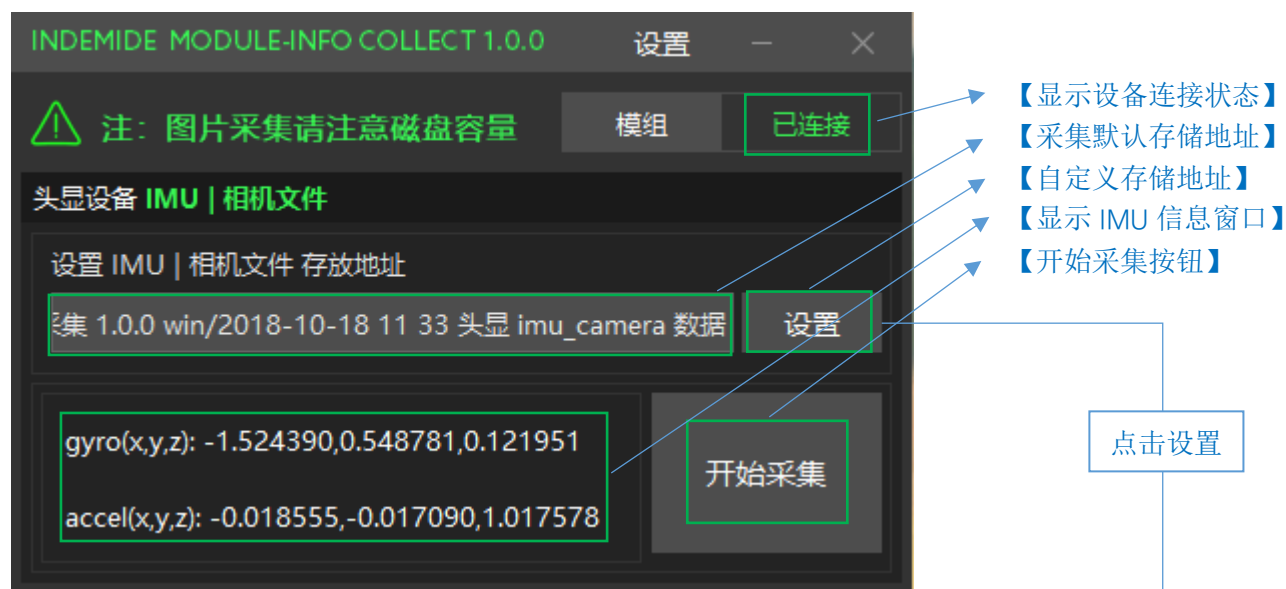 INDEMIDE MODULE-INFO COLLECT 1.0.0 设置
注: 图片采集请注意磁盘容量 模组 已连接
头显设备 IMU | 相机文件
设置 IMU | 相机文件 存放地址
集 1.0.0 win/2018-10-18 11 33 头显 imu_camera 数据 设置
gyro(x,y,z): -1.524390,0.548781,0.121951
accel(x,y,z): -0.018555,-0.017090,1.017578
开始采集
【显示设备连接状态】
【采集默认存储地址】
【自定义存储地址】
【显示 IMU 信息窗口】
【开始采集按钮】
点击设置